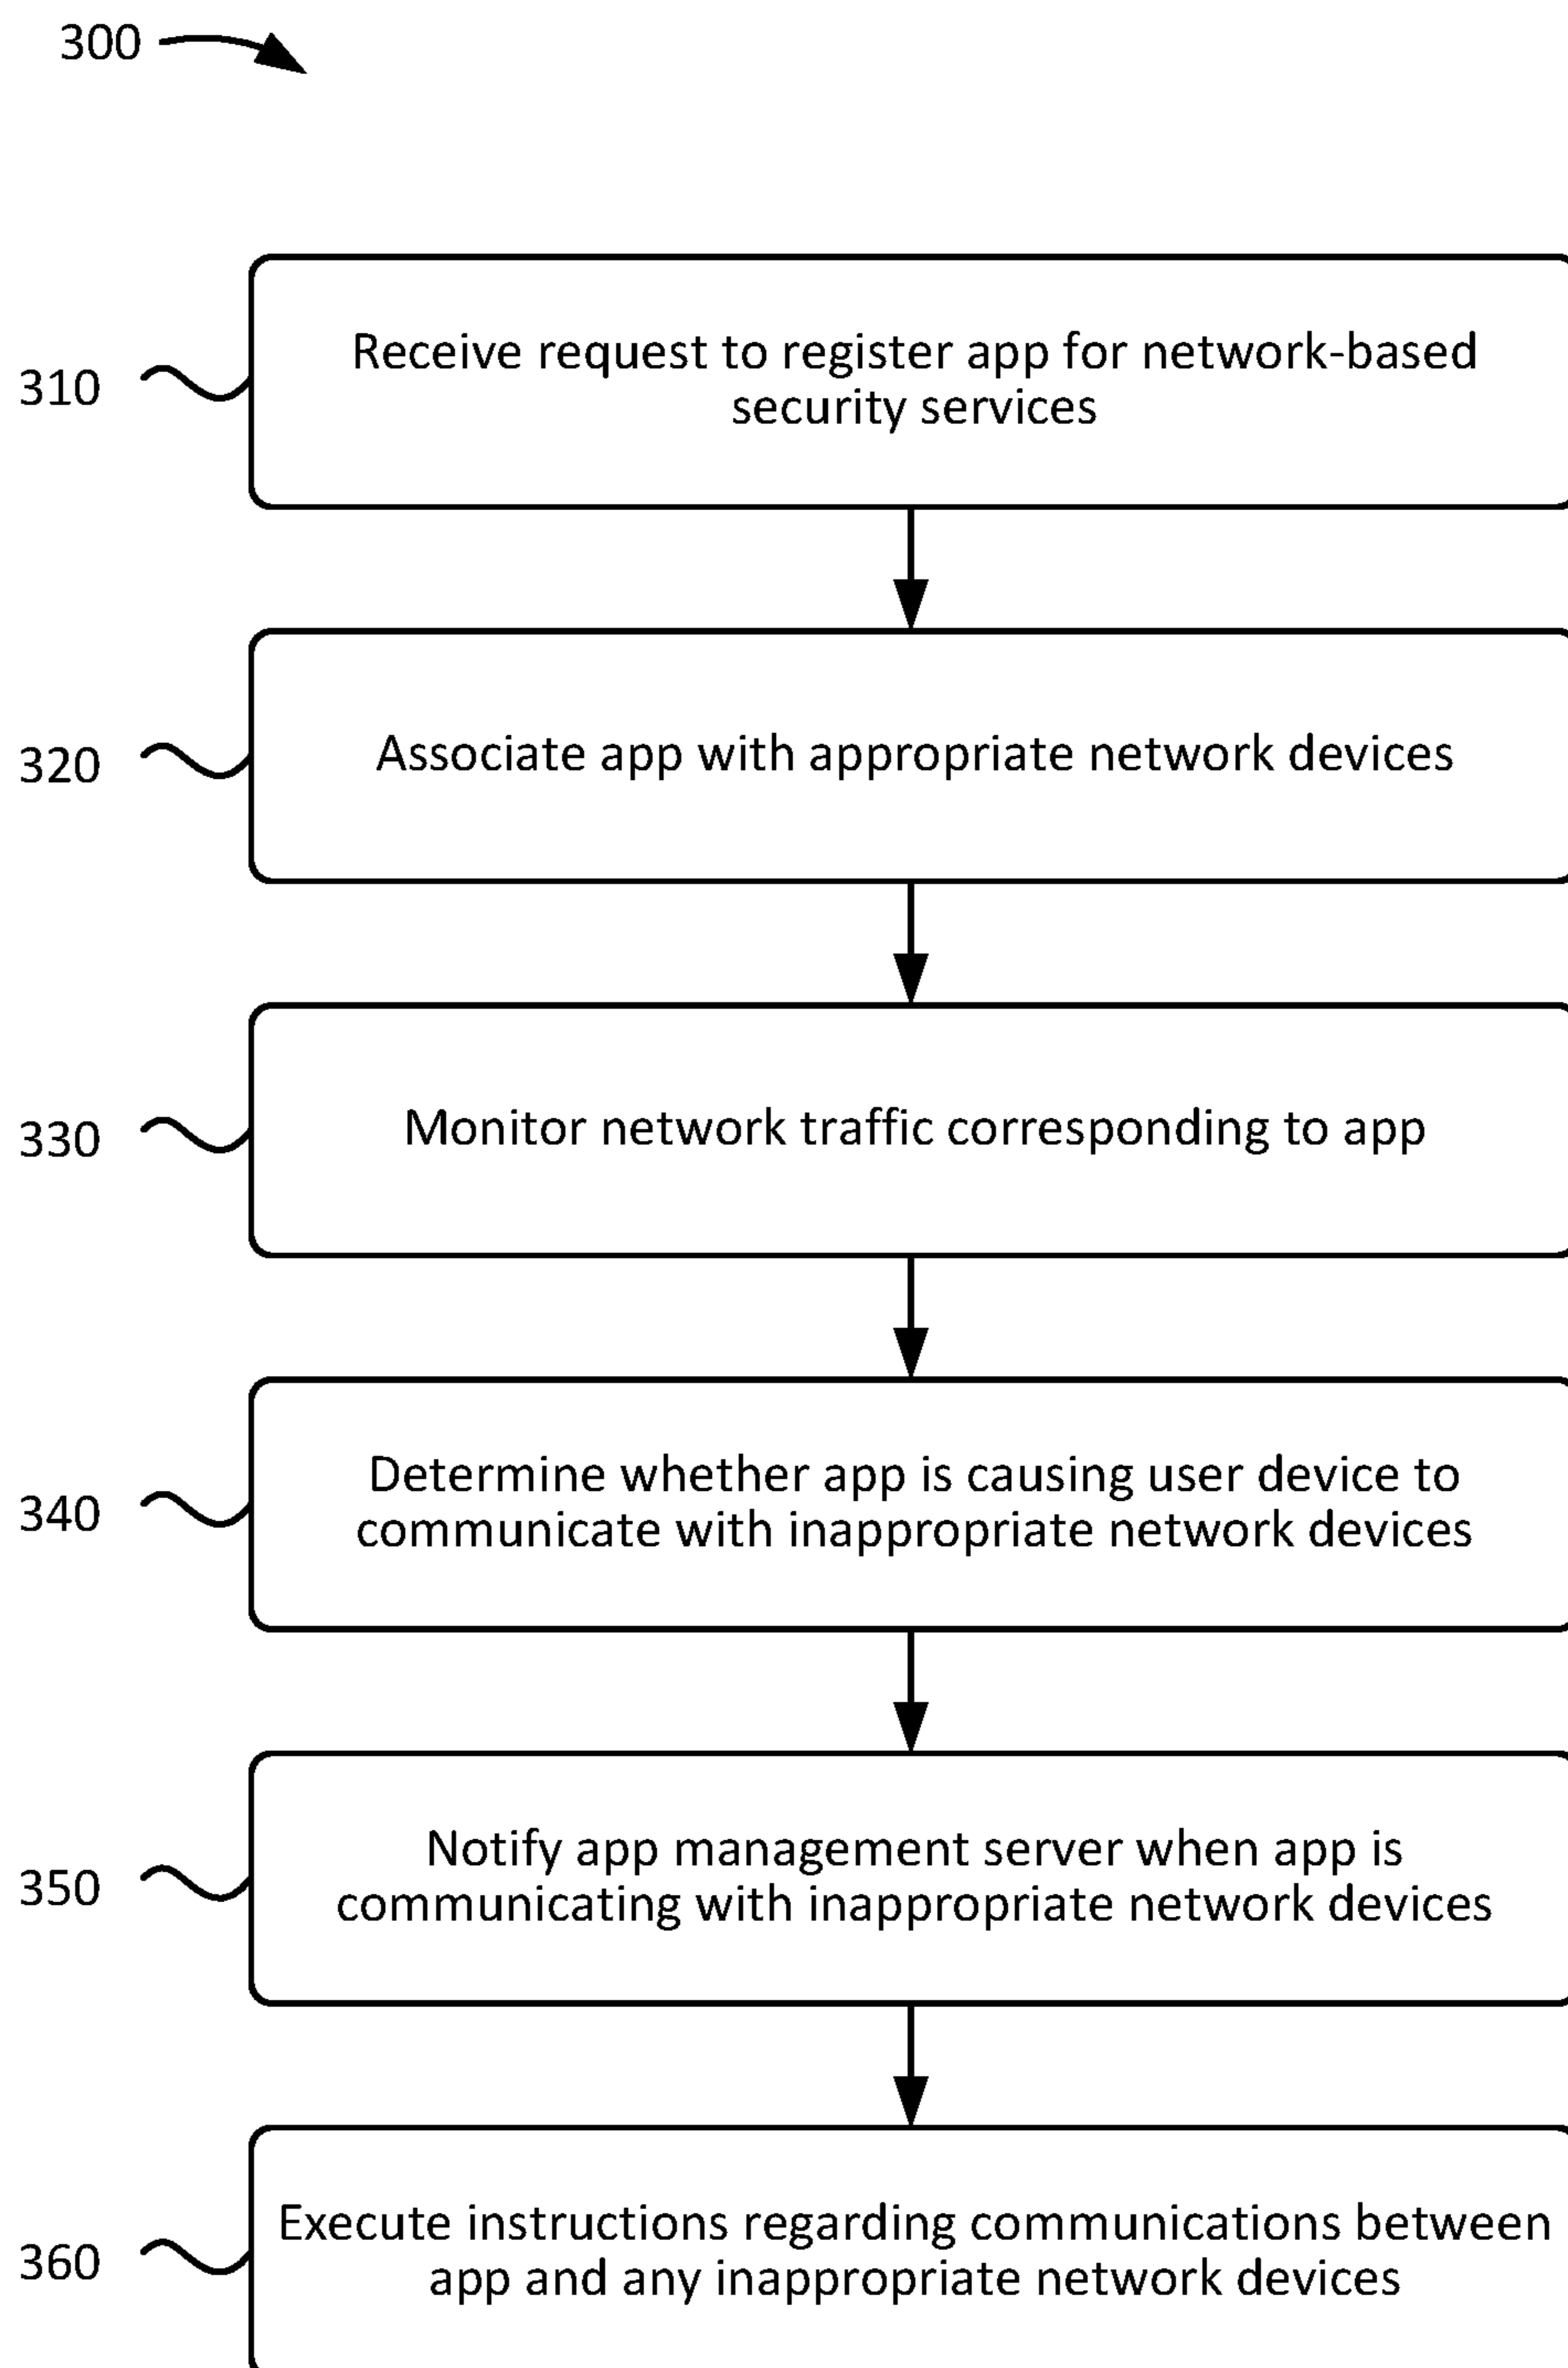 300
310
Receive request to register app for network-based
security services
320
Associate app with appropriate network devices
330
Monitor network traffic corresponding to app
340
Determine whether app is causing user device to
communicate with inappropriate network devices
350
Notify app management server when app is
communicating with inappropriate network devices
360
Execute instructions regarding communications between
app and any inappropriate network devices